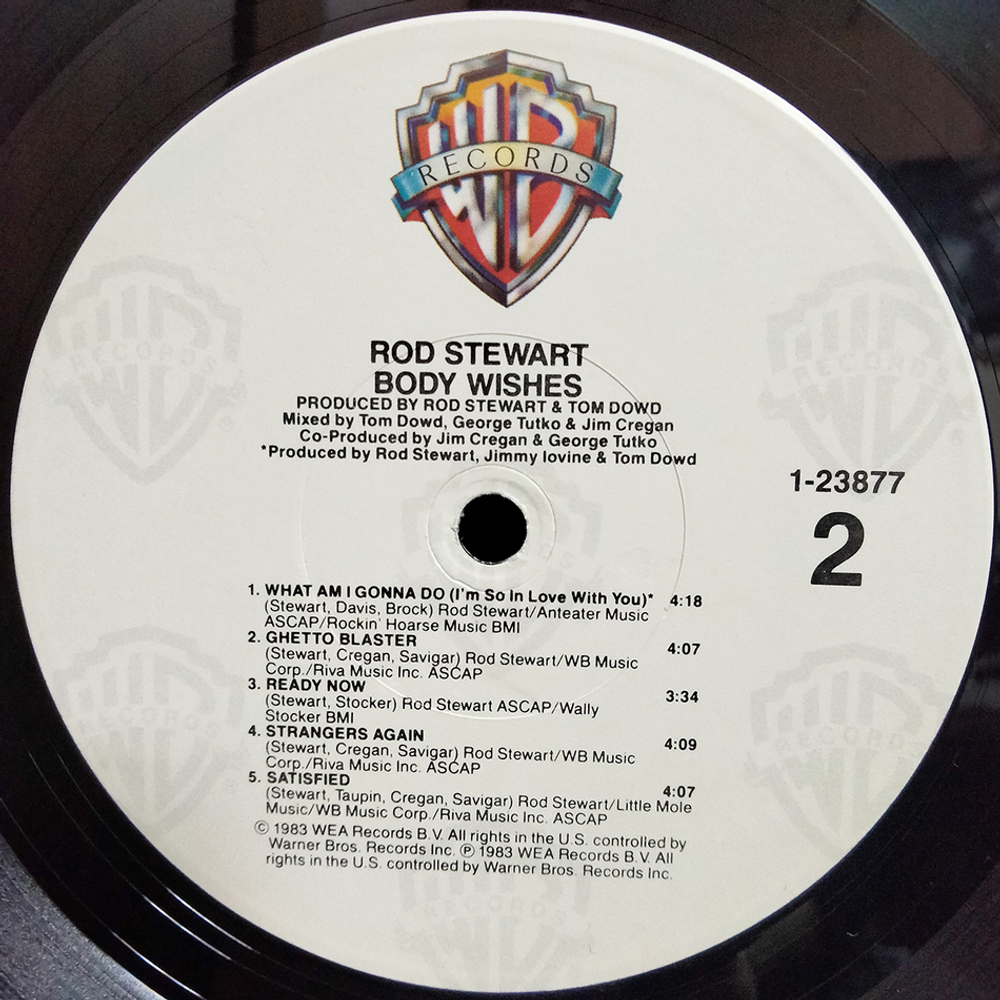 WB
RECORDS
ROD STEWART
BODY WISHES
PRODUCED BY ROD STEWART & TOM DOWD
Mixed by Tom Dowd, George Tutko & Jim Cregan
Co-Produced by Jim Cregan & George Tutko
*Produced by Rod Stewart, Jimmy Iovine & Tom Dowd
1-23877
2
1. WHAT AM I GONNA DO (I'm So In Love With You)* 4:18
(Stewart, Davis, Brock) Rod Stewart/Anteater Music
ASCAP/Rockin' Hoarse Music BMI
2. GHETTO BLASTER 4:07
(Stewart, Cregan, Savigar) Rod Stewart/WB Music
Corp./Riva Music Inc. ASCAP
3. READY NOW 3:34
(Stewart, Stocker) Rod Stewart ASCAP/Wally
Stocker BMI
4. STRANGERS AGAIN 4:09
(Stewart, Cregan, Savigar) Rod Stewart/WB Music
Corp./Riva Music Inc. ASCAP
5. SATISFIED 4:07
(Stewart, Taupin, Cregan, Savigar) Rod Stewart/Little Mole
Music/WB Music Corp./Riva Music Inc. ASCAP
© 1983 WEA Records B.V. All rights in the U.S. controlled by
Warner Bros. Records Inc. ℗ 1983 WEA Records B.V. All
rights in the U.S. controlled by Warner Bros. Records Inc.